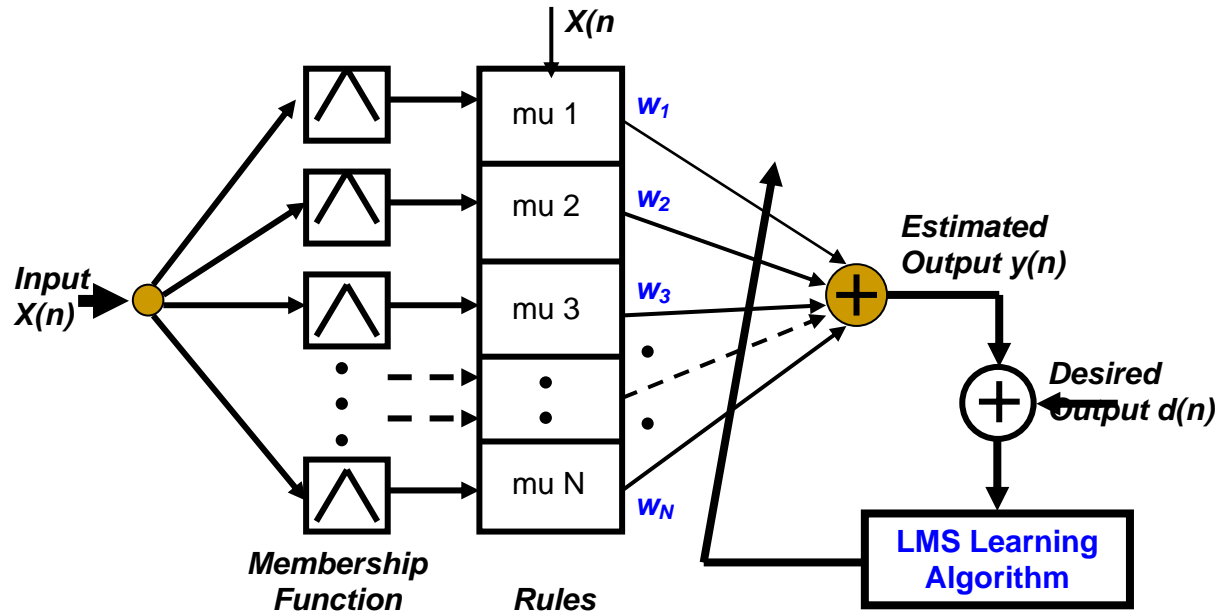 X(n
mu 1
w1
mu 2
w2
Estimated
Output y(n)
Input
X(n)
mu 3
w3
Desired
Output d(n)
mu N
wN
LMS Learning
Algorithm
Membership
Function
Rules